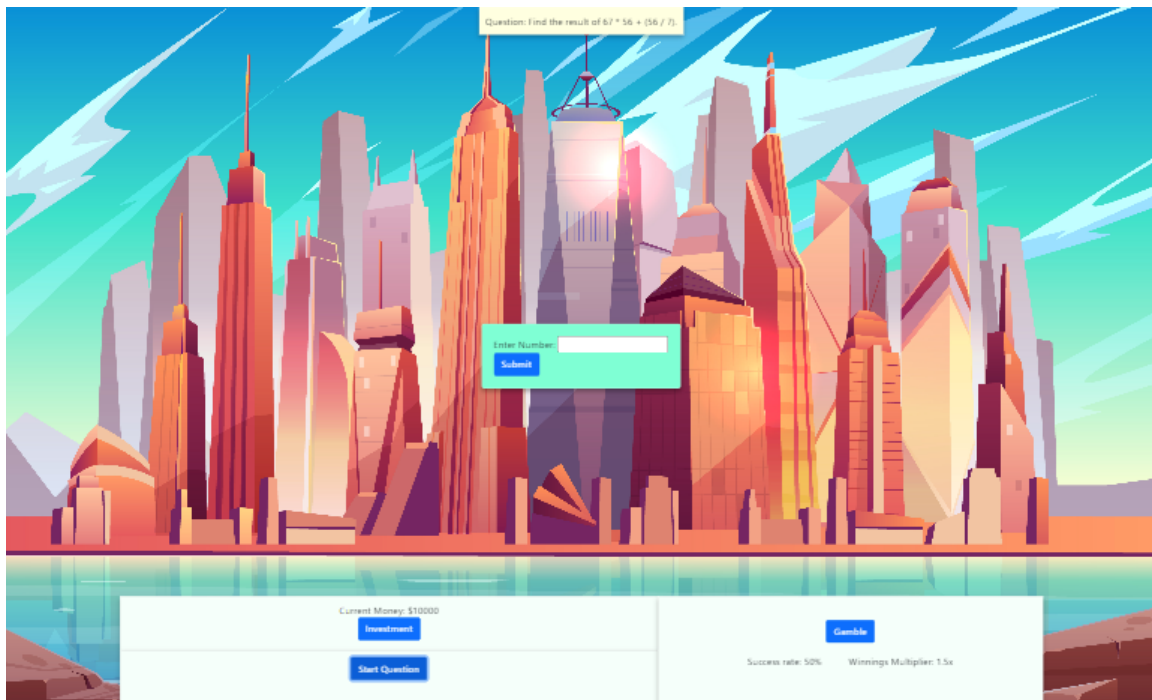 Question: Find the result of 67 * 56 + (56 / 7).
Enter Number:
Submit
Current Money: $10000
Investment
Start Question
Gamble
Success rate: 50% Winnings Multiplier: 1.5x